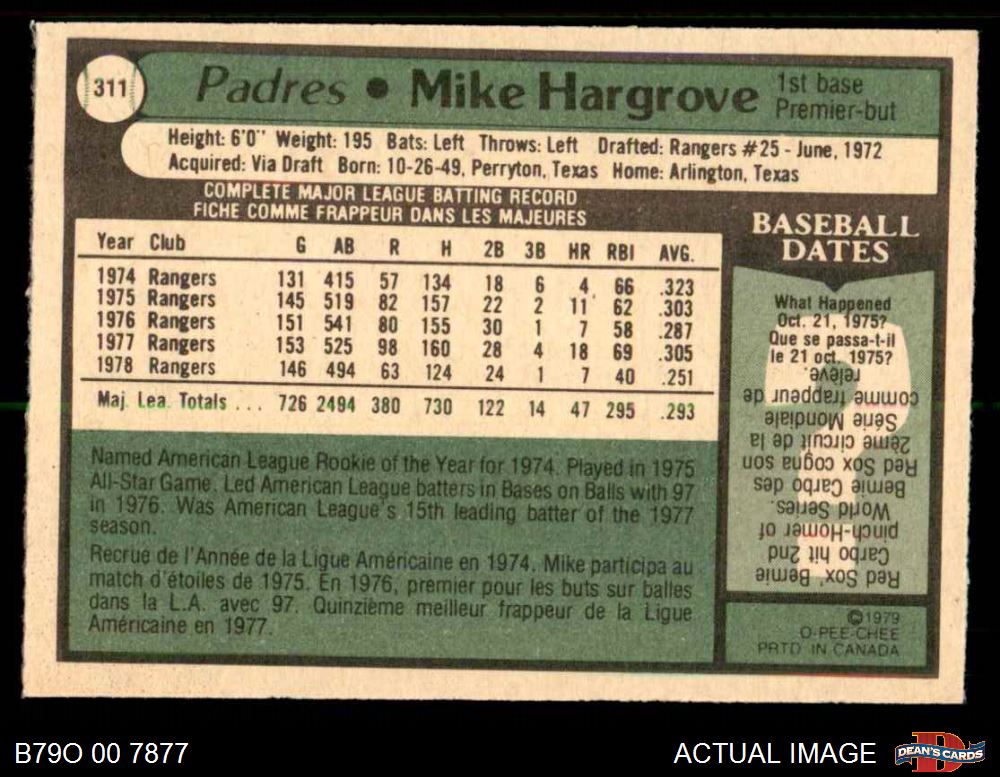 311
Padres • Mike Hargrove
1st base
Premier-but
Height: 6'0" Weight: 195 Bats: Left Throws: Left Drafted: Rangers #25 - June, 1972
Acquired: Via Draft Born: 10-26-49, Perryton, Texas Home: Arlington, Texas
COMPLETE MAJOR LEAGUE BATTING RECORD
FICHE COMME FRAPPEUR DANS LES MAJEURES
Year Club G AB R H 2B 3B HR RBI AVG.
1974 Rangers 131 415 57 134 18 6 4 66 .323
1975 Rangers 145 519 82 157 22 2 11 62 .303
1976 Rangers 151 541 80 155 30 1 7 58 .287
1977 Rangers 153 525 98 160 28 4 18 69 .305
1978 Rangers 146 494 63 124 24 1 7 40 .251
Maj. Lea. Totals ... 726 2494 380 730 122 14 47 295 .293
Named American League Rookie of the Year for 1974. Played in 1975
All-Star Game. Led American League batters in Bases on Balls with 97
in 1976. Was American League's 15th leading batter of the 1977
season.
Recrue de l'Année de la Ligue Américaine en 1974. Mike participa au
match d'étoiles de 1975. En 1976, premier pour les buts sur balles
dans la L.A. avec 97. Quinzième meilleur frappeur de la Ligue
Américaine en 1977.
BASEBALL
DATES
What Happened
Oct. 21, 1975?
Que se passa-t-il
le 21 oct. 1975?
Red Sox' Bernie
Carbo hit 2nd
pinch-Homer of
World Series.
Bernie Carbo des
Red Sox cogna son
2ème circuit de la
Série Mondiale
comme frappeur de
relève.
©1979
O-PEE-CHEE
PRTD IN CANADA
B79O 00 7877
ACTUAL IMAGE
DEAN'S CARDS